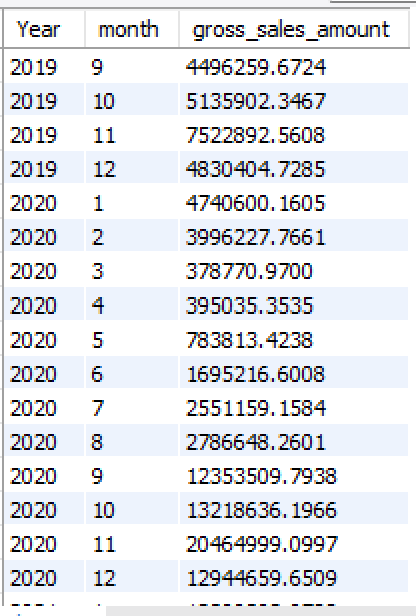 Year month gross_sales_amount
2019 9 4496259.6724
2019 10 5135902.3467
2019 11 7522892.5608
2019 12 4830404.7285
2020 1 4740600.1605
2020 2 3996227.7661
2020 3 378770.9700
2020 4 395035.3535
2020 5 783813.4238
2020 6 1695216.6008
2020 7 2551159.1584
2020 8 2786648.2601
2020 9 12353509.7938
2020 10 13218636.1966
2020 11 20464999.0997
2020 12 12944659.6509